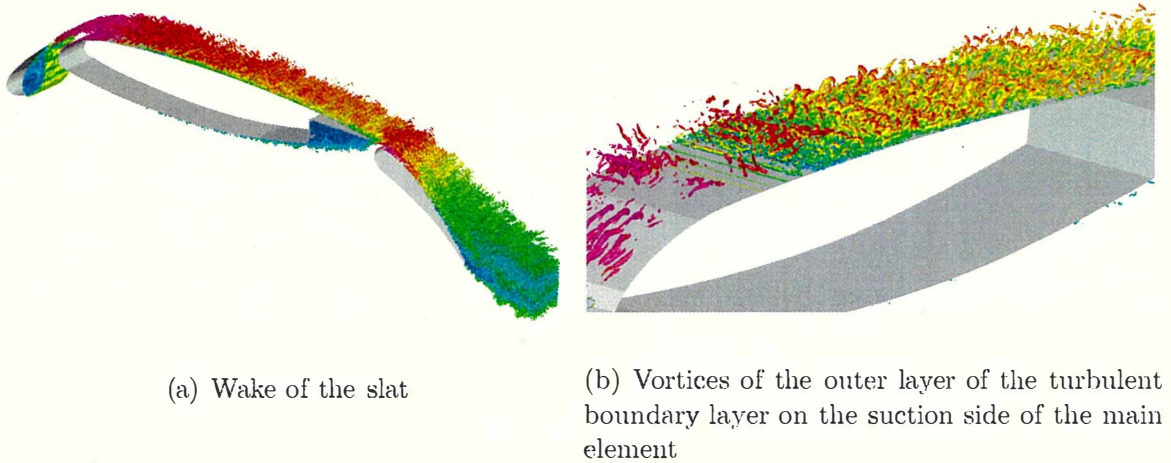 (a) Wake of the slat
(b) Vortices of the outer layer of the turbulent
boundary layer on the suction side of the main
element